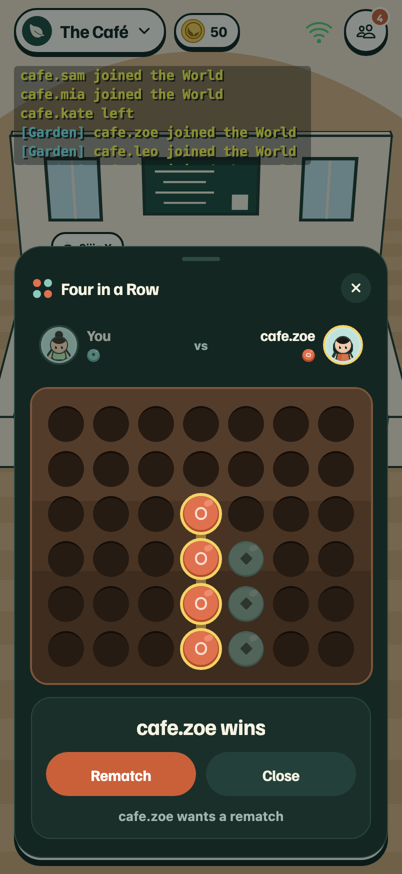 The Café
50
4
cafe.sam joined the World
cafe.mia joined the World
cafe.kate left
[Garden] cafe.zoe joined the World
[Garden] cafe.leo joined the World
Four in a Row
You
vs
cafe.zoe
cafe.zoe wins
Rematch
Close
cafe.zoe wants a rematch